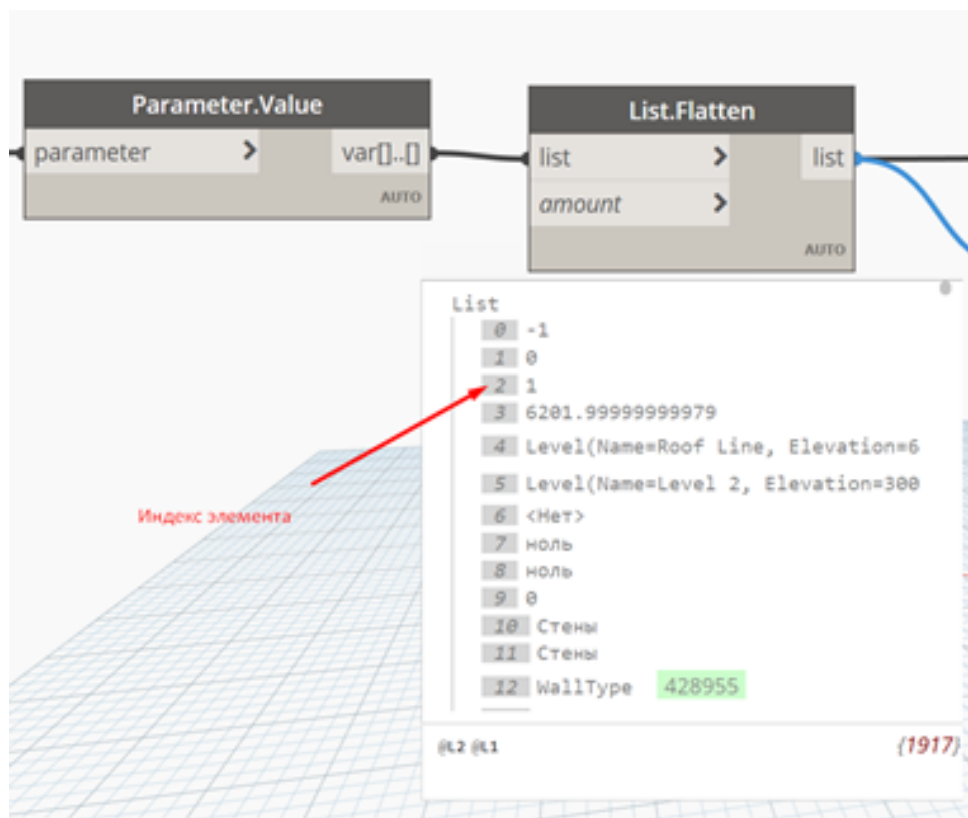 Parameter.Value
parameter > var[]..[]
AUTO
List.Flatten
list > list
amount >
AUTO
List
0 -1
1 0
2 1
3 6201.99999999979
4 Level(Name=Roof Line, Elevation=6
5 Level(Name=Level 2, Elevation=300
6 <Нет>
7 ноль
8 ноль
9 0
10 Стены
11 Стены
12 WallType 428955
@L2 @L1 {1917}
Индекс элемента